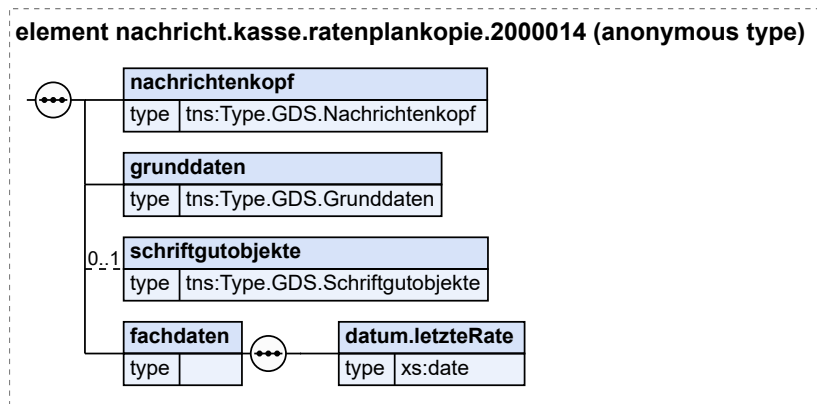 element nachricht.kasse.ratenplankopie.2000014 (anonymous type)
nachrichtenkopf
type tns:Type.GDS.Nachrichtenkopf
grunddaten
type tns:Type.GDS.Grunddaten
0..1
schriftgutobjekte
type tns:Type.GDS.Schriftgutobjekte
fachdaten
type
datum.letzteRate
type xs:date